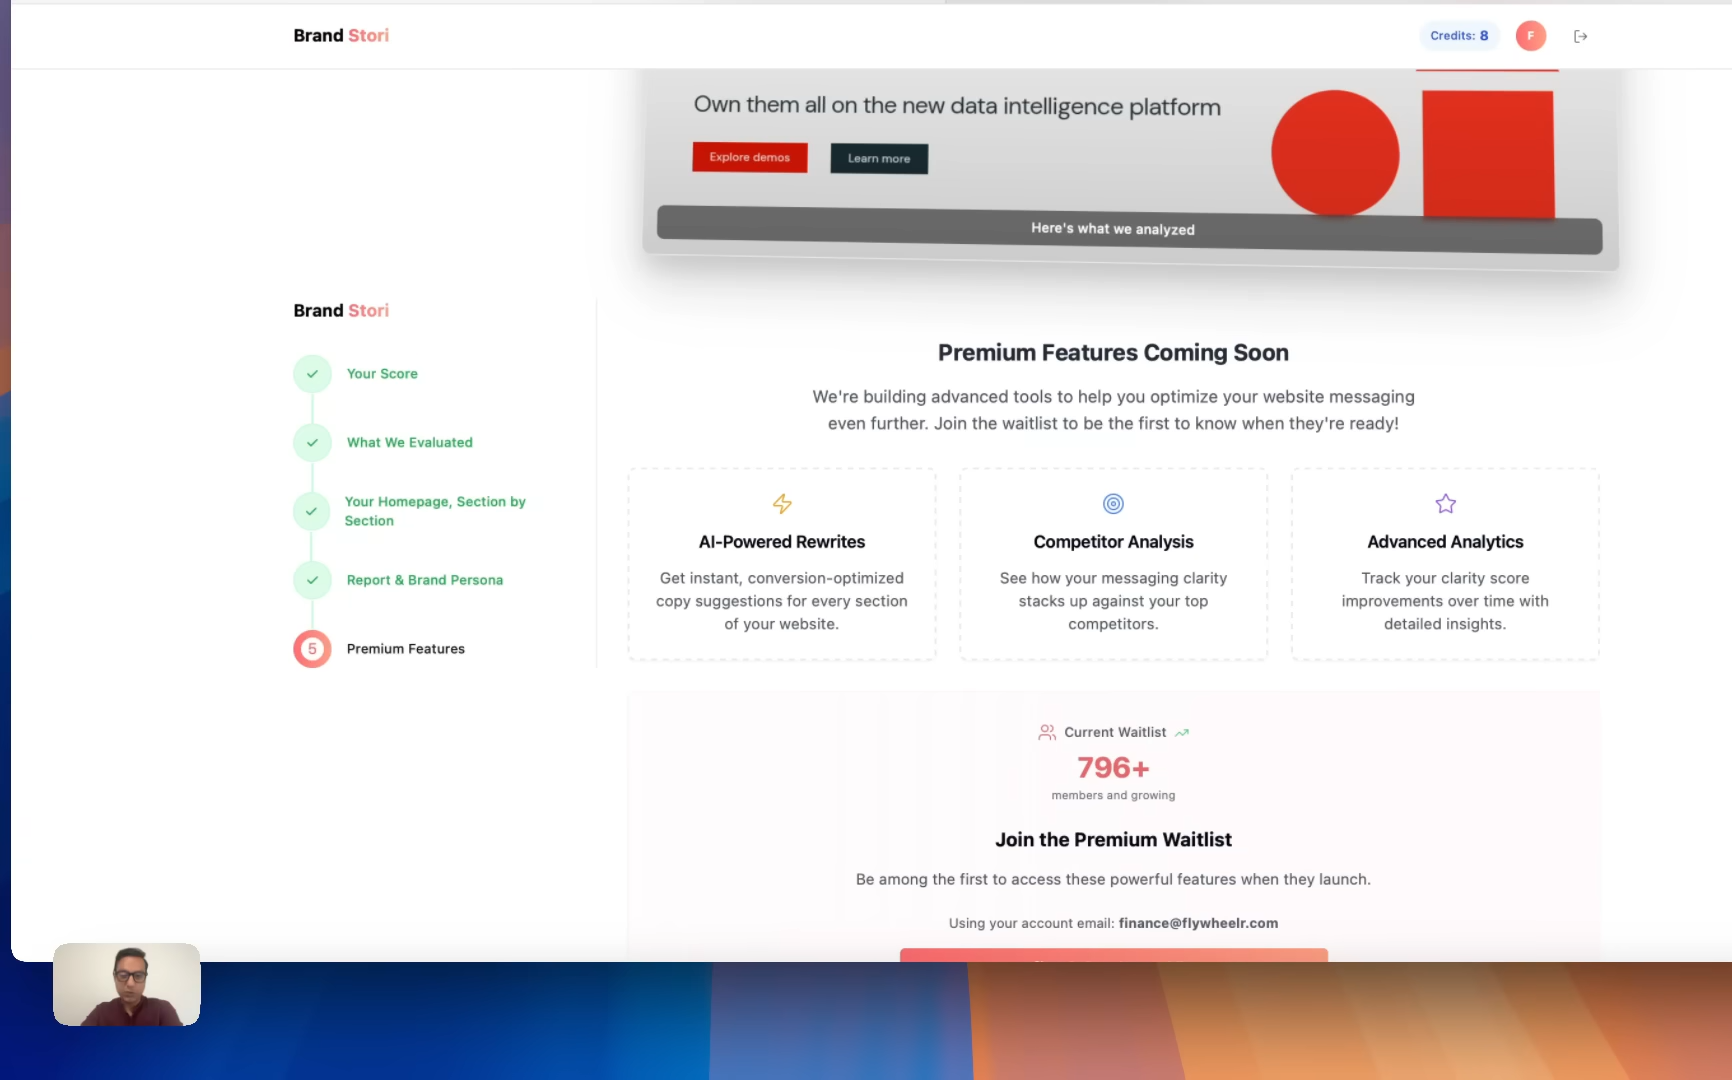 Brand Stori
Credits: 8
F
Own them all on the new data intelligence platform
Explore demos
Learn more
Here's what we analyzed
Brand Stori
Your Score
What We Evaluated
Your Homepage, Section by
Section
Report & Brand Persona
5
Premium Features
Premium Features Coming Soon
We're building advanced tools to help you optimize your website messaging
even further. Join the waitlist to be the first to know when they're ready!
AI-Powered Rewrites
Get instant, conversion-optimized
copy suggestions for every section
of your website.
Competitor Analysis
See how your messaging clarity
stacks up against your top
competitors.
Advanced Analytics
Track your clarity score
improvements over time with
detailed insights.
Current Waitlist
796+
members and growing
Join the Premium Waitlist
Be among the first to access these powerful features when they launch.
Using your account email: finance@flywheelr.com